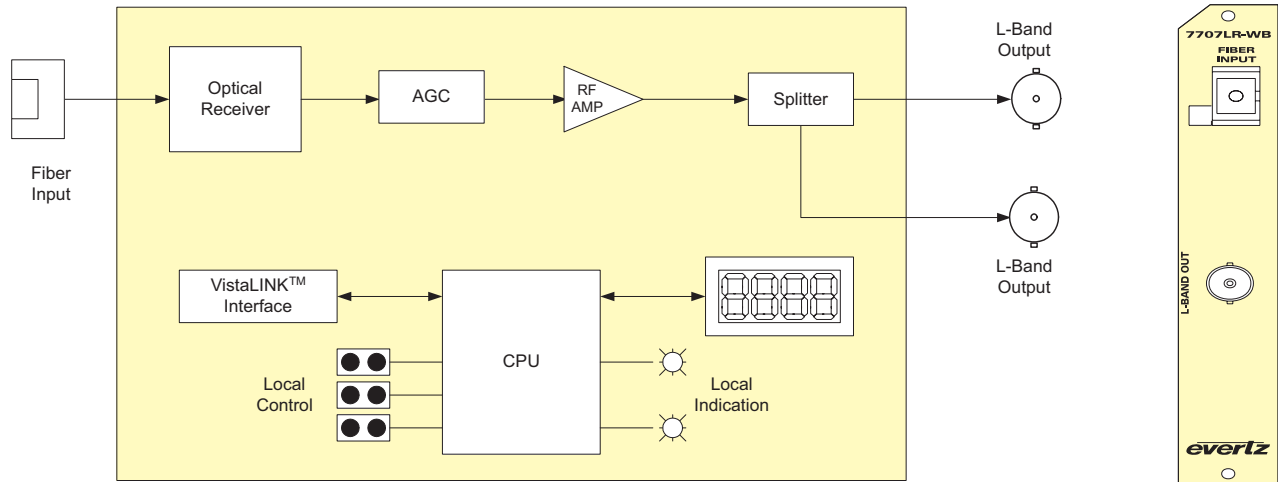 L-Band
Output
Optical
Receiver
AGC
RF
AMP
Splitter
Fiber
Input
L-Band
Output
VistaLINK™
Interface
CPU
Local
Control
Local
Indication
7707LR-WB
FIBER
INPUT
L-BAND OUT
evertz